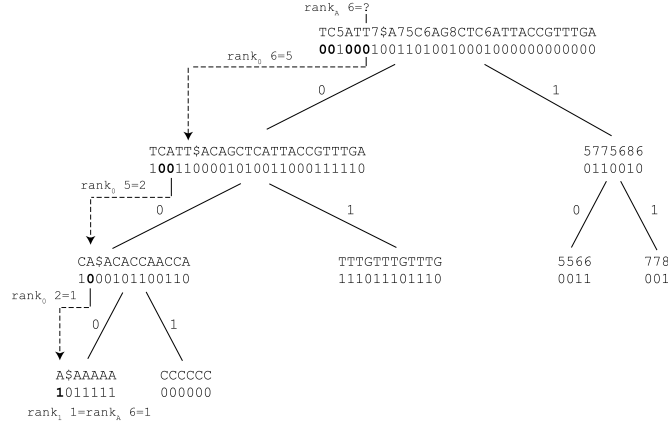 rank_A 6=?
TC5ATT7$A75C6AG8CTC6ATTACCGTTTGA
00100010011010010001000000000000
rank_0 6=5
0
1
TCATT$ACAGCTCATTACCGTTTGA
1001100001010011000111110
5775686
0110010
rank_0 5=2
0
1
0
1
CA$ACACCAACCA
1000101100110
TTTGTTTGTTTG
111011101110
5566
0011
778
001
rank_0 2=1
0
1
A$AAAAA
1011111
CCCCCC
000000
rank_1 1=rank_A 6=1